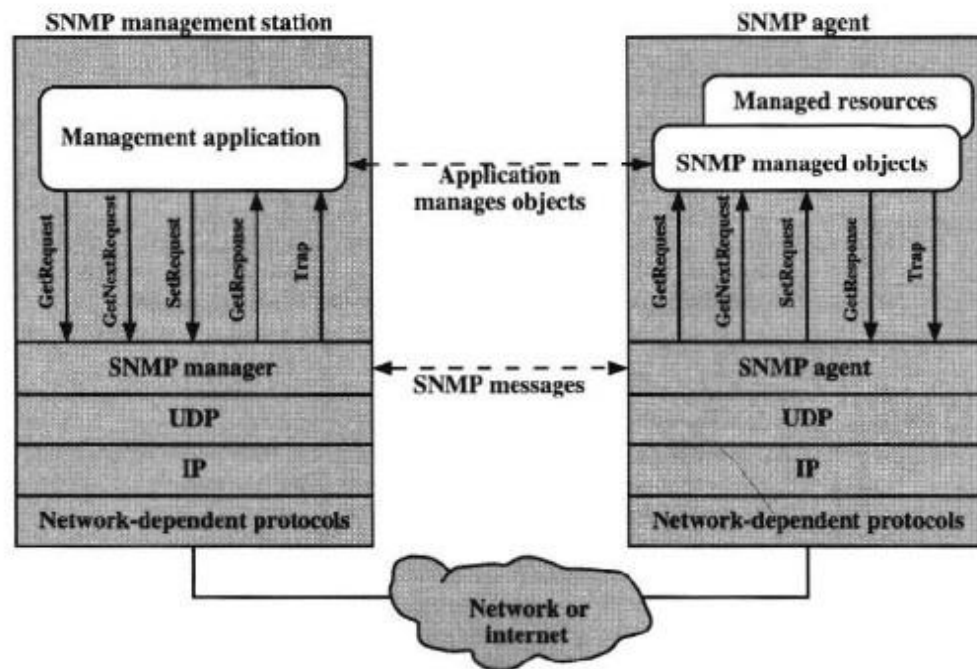 SNMP management station
SNMP agent
Management application
Managed resources
SNMP managed objects
Application
manages objects
GetRequest
GetNextRequest
SetRequest
GetResponse
Trap
GetRequest
GetNextRequest
SetRequest
GetResponse
Trap
SNMP manager
SNMP messages
SNMP agent
UDP
UDP
IP
IP
Network-dependent protocols
Network-dependent protocols
Network or
internet